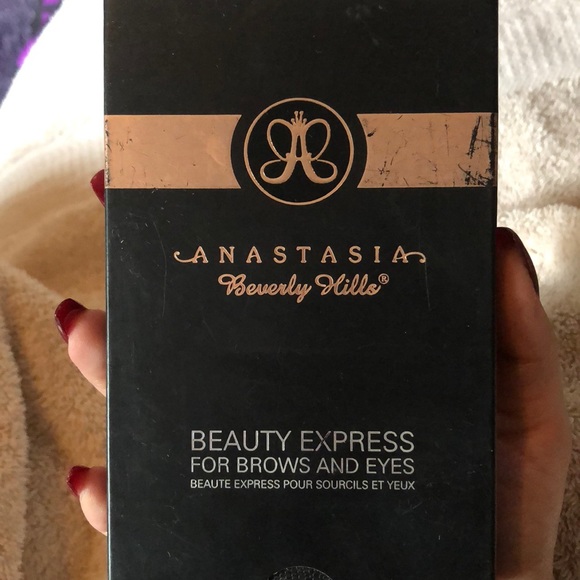 ANASTASIA
Beverly Hills®
BEAUTY EXPRESS
FOR BROWS AND EYES
BEAUTE EXPRESS POUR SOURCILS ET YEUX